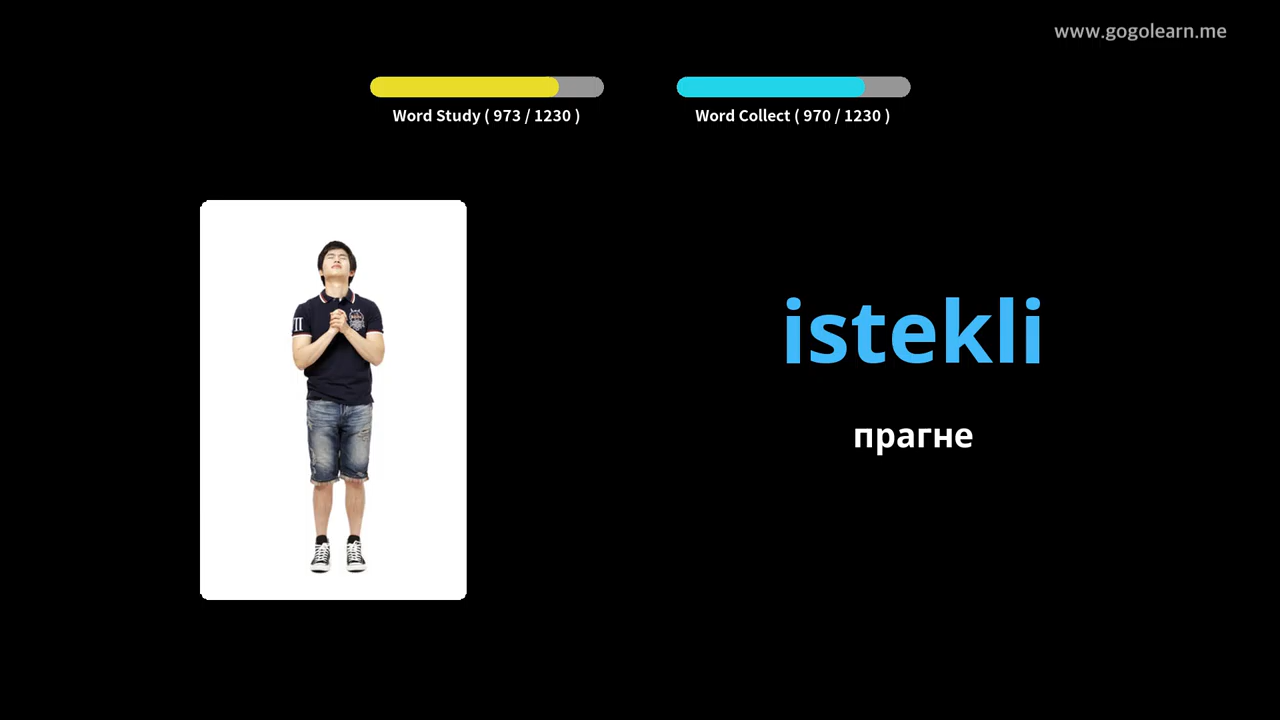 www.gogolearn.me
Word Study ( 973 / 1230 )
Word Collect ( 970 / 1230 )
istekli
прагне